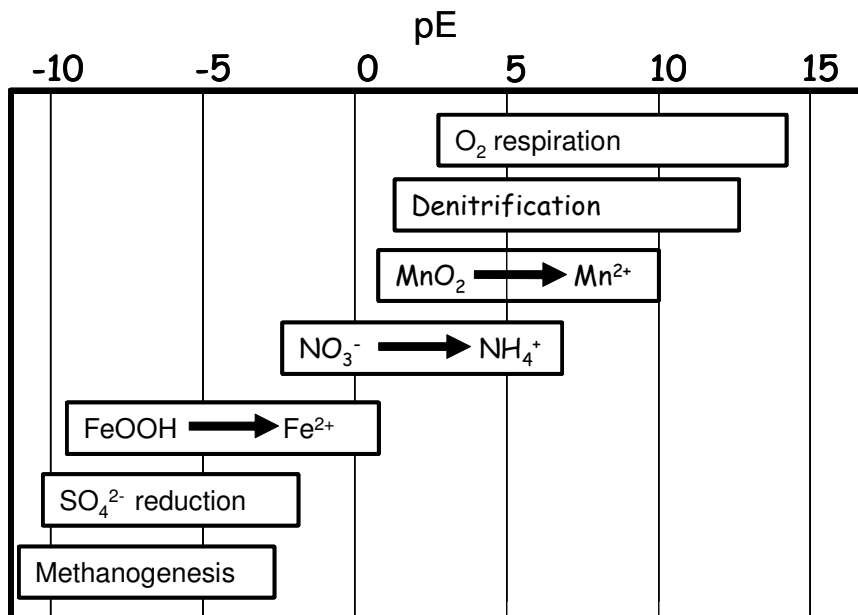 pE
-10 -5 0 5 10 15
O₂ respiration
Denitrification
MnO₂ Mn²⁺
NO₃⁻ NH₄⁺
FeOOH Fe²⁺
SO₄²⁻ reduction
Methanogenesis